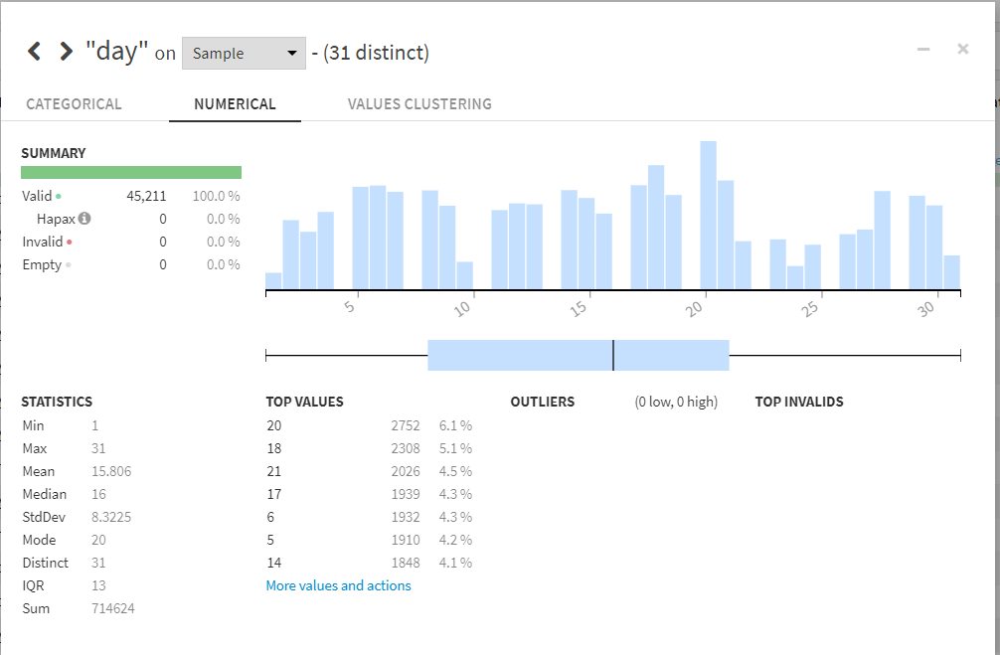 "day" on Sample - (31 distinct)
CATEGORICAL NUMERICAL VALUES CLUSTERING
SUMMARY
Valid 45,211 100.0 %
Hapax 0 0.0 %
Invalid 0 0.0 %
Empty 0 0.0 %
5 10 15 20 25 30
STATISTICS
Min 1
Max 31
Mean 15.806
Median 16
StdDev 8.3225
Mode 20
Distinct 31
IQR 13
Sum 714624
TOP VALUES
20 2752 6.1 %
18 2308 5.1 %
21 2026 4.5 %
17 1939 4.3 %
6 1932 4.3 %
5 1910 4.2 %
14 1848 4.1 %
More values and actions
OUTLIERS (0 low, 0 high)
TOP INVALIDS